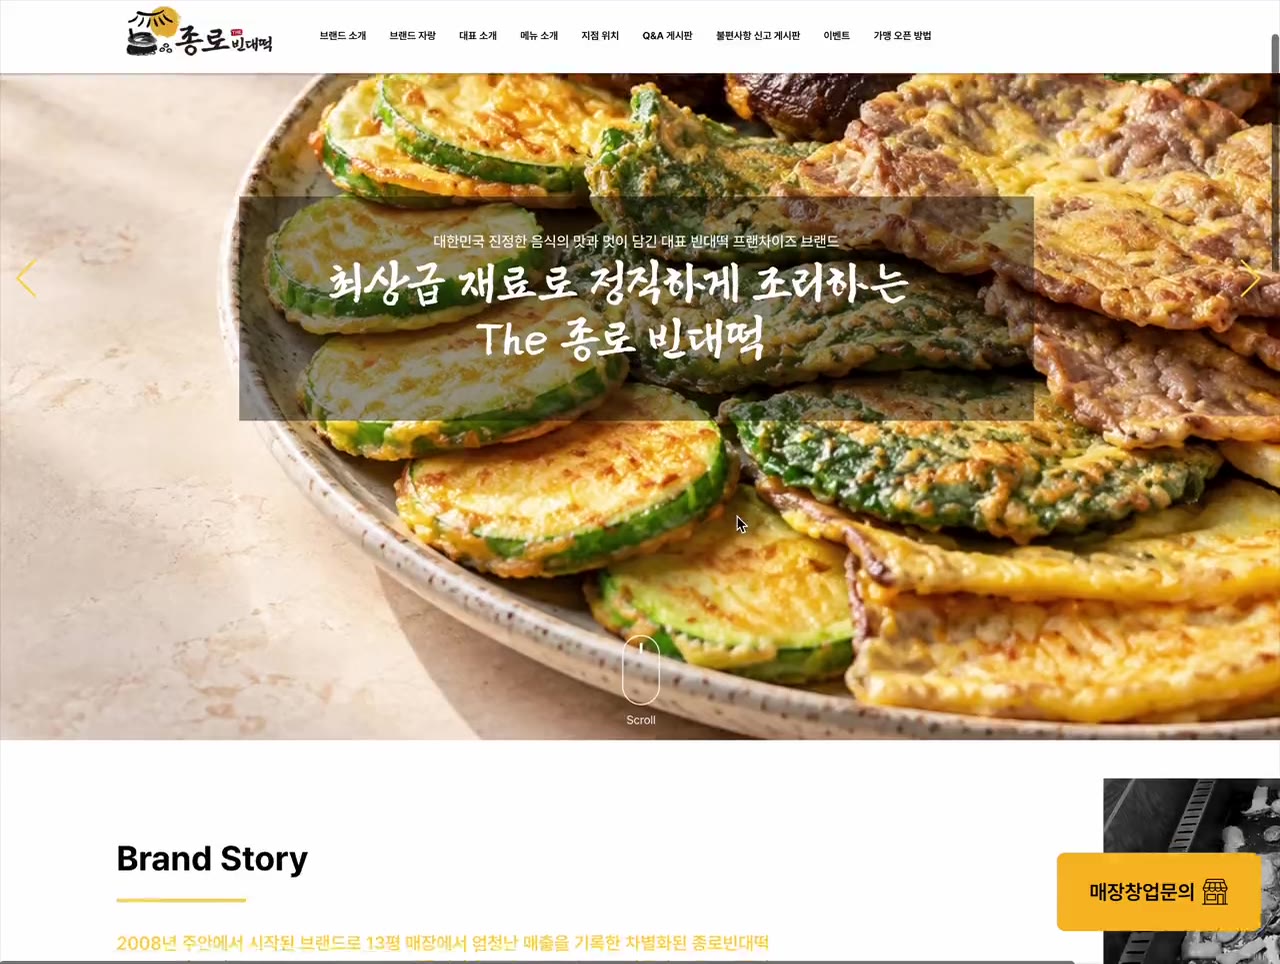 종로 THE 빈대떡
브랜드 소개
브랜드 자랑
대표 소개
메뉴 소개
지점 위치
Q&A 게시판
불편사항 신고 게시판
이벤트
가맹 오픈 방법
대한민국 진정한 음식의 맛과 멋이 담긴 대표 빈대떡 프랜차이즈 브랜드
최상급 재료로 정직하게 조리하는
The 종로 빈대떡
Scroll
Brand Story
매장창업문의
2008년 주안에서 시작된 브랜드로 13평 매장에서 엄청난 매출을 기록한 차별화된 종로빈대떡